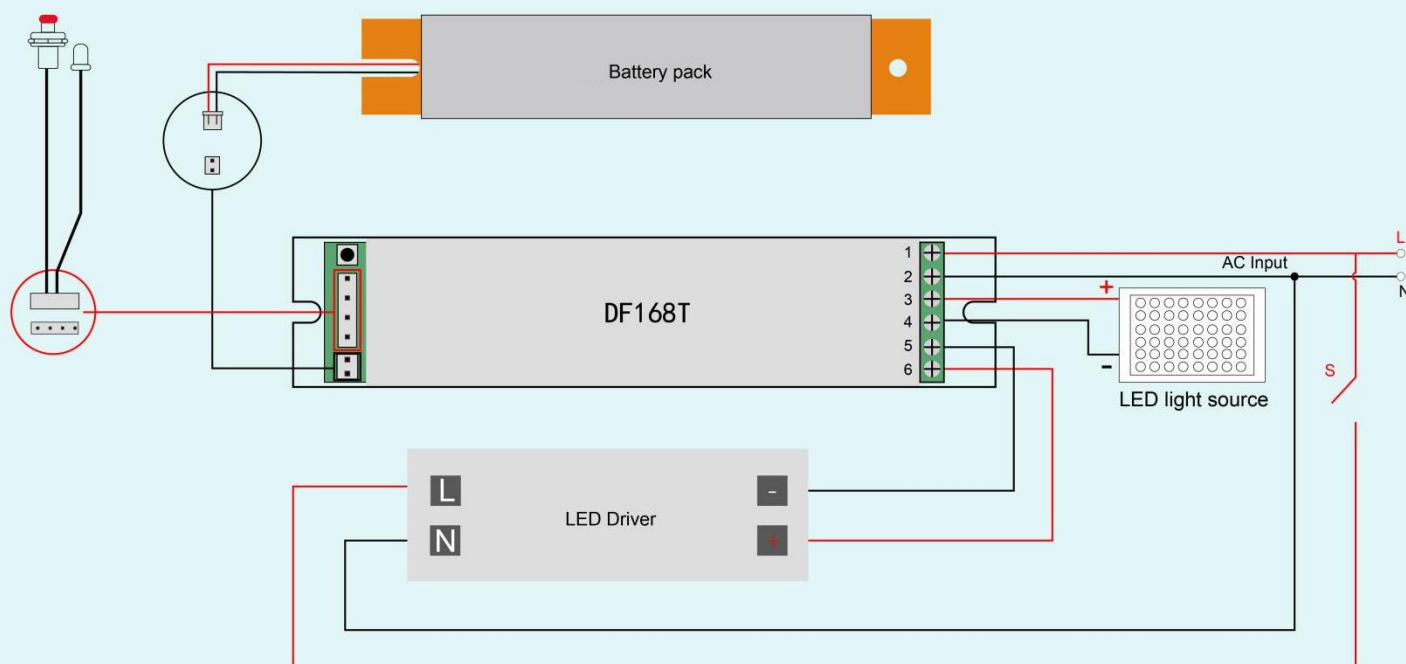 Battery pack
L
AC Input
N
DF168T
1
2
3
4
5
6
+
-
LED light source
S
L
N
LED Driver
-
+